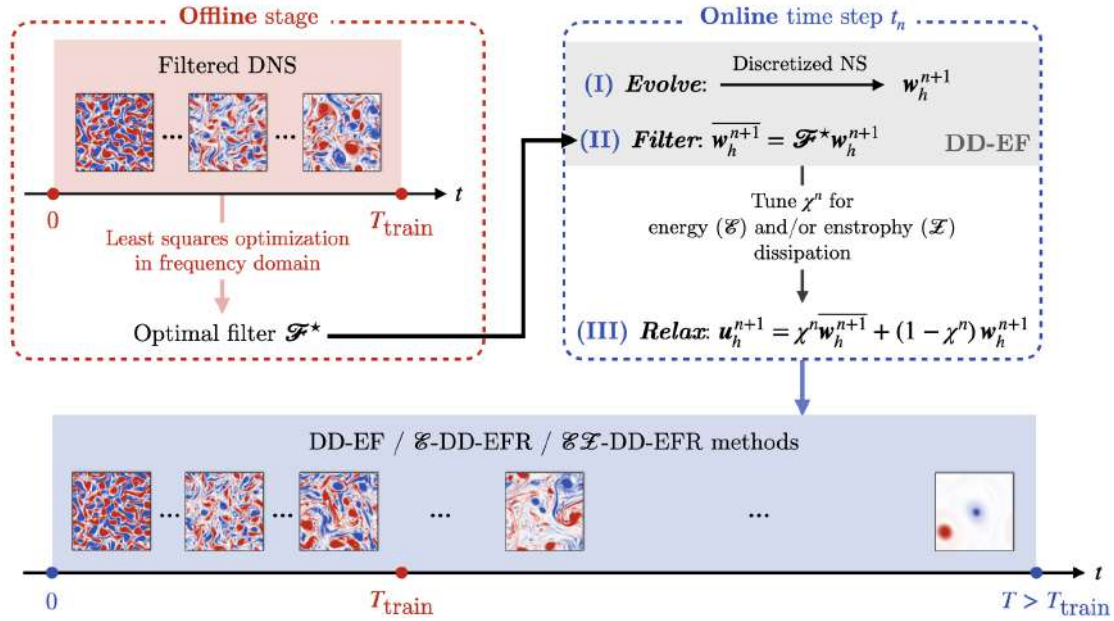 Offline stage
Filtered DNS
... ...
t
0
T_train
Least squares optimization
in frequency domain
Optimal filter ℱ⋆
Online time step t_n
(I) Evolve: Discretized NS w_h^{n+1}
(II) Filter: \overline{w_h^{n+1}} = ℱ⋆ w_h^{n+1}
DD-EF
Tune χ^n for
energy (ℰ) and/or enstrophy (𝒵)
dissipation
(III) Relax: u_h^{n+1} = χ^n \overline{w_h^{n+1}} + (1 − χ^n) w_h^{n+1}
DD-EF / ℰ-DD-EFR / ℰ𝒵-DD-EFR methods
... ... ... ...
t
0
T_train
T > T_train